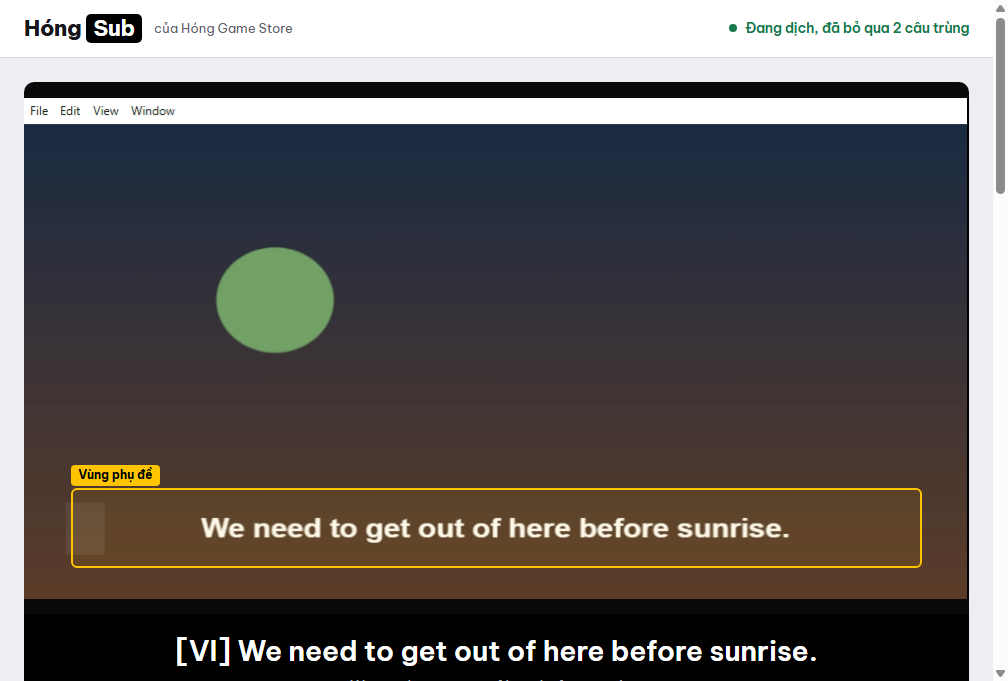 Hóng Sub của Hóng Game Store
Đang dịch, đã bỏ qua 2 câu trùng
File Edit View Window
Vùng phụ đề
We need to get out of here before sunrise.
[VI] We need to get out of here before sunrise.